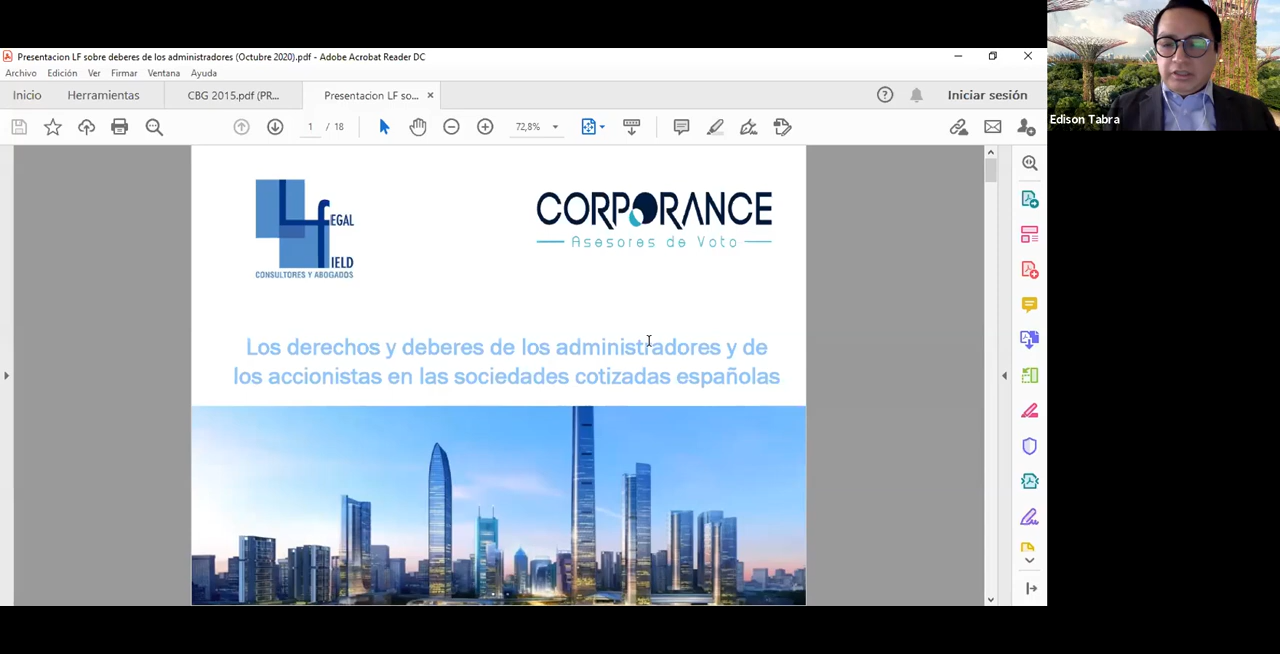 Presentacion LF sobre deberes de los administradores (Octubre 2020).pdf - Adobe Acrobat Reader DC
Archivo Edición Ver Firmar Ventana Ayuda
Inicio Herramientas CBG 2015.pdf (PR... Presentacion LF so... × Iniciar sesión
1 / 18 72,8%
Edison Tabra
LEGAL
fIELD
CONSULTORES Y ABOGADOS
CORPORANCE
Asesores de Voto
Los derechos y deberes de los administradores y de
los accionistas en las sociedades cotizadas españolas